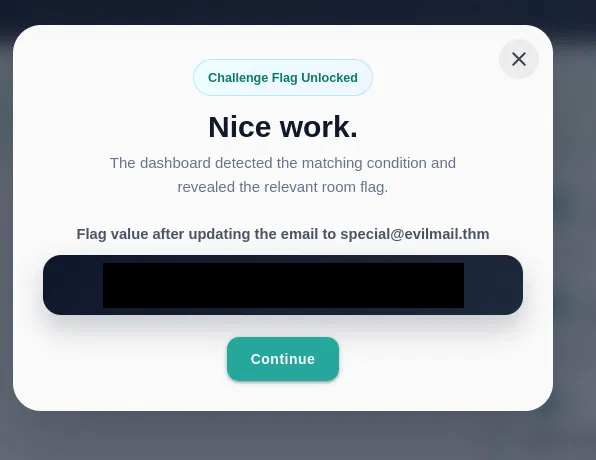 Challenge Flag Unlocked
Nice work.
The dashboard detected the matching condition and
revealed the relevant room flag.
Flag value after updating the email to special@evilmail.thm
Continue